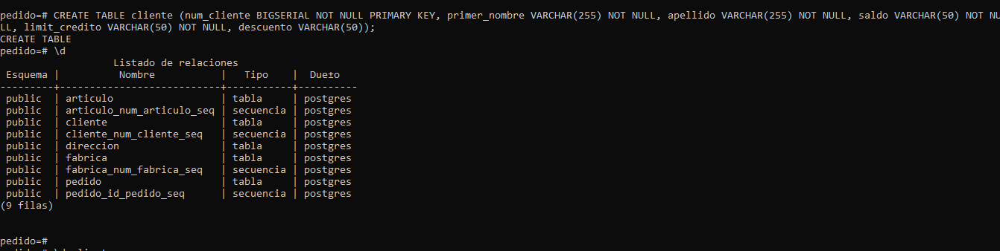 pedido=# CREATE TABLE cliente (num_cliente BIGSERIAL NOT NULL PRIMARY KEY, primer_nombre VARCHAR(255) NOT NULL, apellido VARCHAR(255) NOT NULL, saldo VARCHAR(50) NOT NU
LL, limit_credito VARCHAR(50) NOT NULL, descuento VARCHAR(50));
CREATE TABLE
pedido=# \d
Listado de relaciones
Esquema | Nombre | Tipo | Due±o
---------+---------------------------+-----------+----------
public | articulo | tabla | postgres
public | articulo_num_articulo_seq | secuencia | postgres
public | cliente | tabla | postgres
public | cliente_num_cliente_seq | secuencia | postgres
public | direccion | tabla | postgres
public | fabrica | tabla | postgres
public | fabrica_num_fabrica_seq | secuencia | postgres
public | pedido | tabla | postgres
public | pedido_id_pedido_seq | secuencia | postgres
(9 filas)
pedido=#